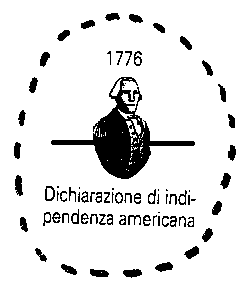 1776
Dichiarazione di indi-
pendenza americana